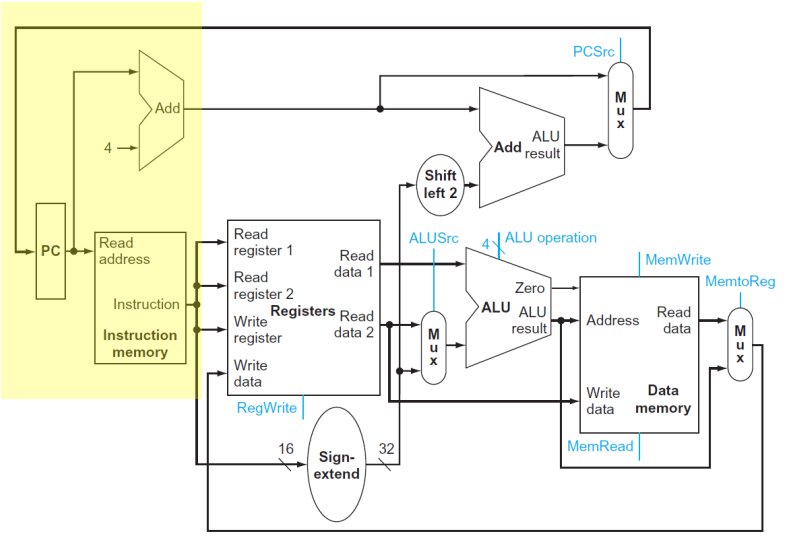 PCSrc
Add
M
u
x
4
Add
ALU
result
Shift
left 2
PC
Read
address
Instruction
Instruction
memory
Read
register 1
Read
register 2
Write
register
Write
data
Registers
Read
data 1
Read
data 2
RegWrite
16
Sign-
extend
32
ALUSrc
M
u
x
4
ALU operation
Zero
ALU
ALU
result
MemWrite
Address
Read
data
Write
data
Data
memory
MemRead
MemtoReg
M
u
x